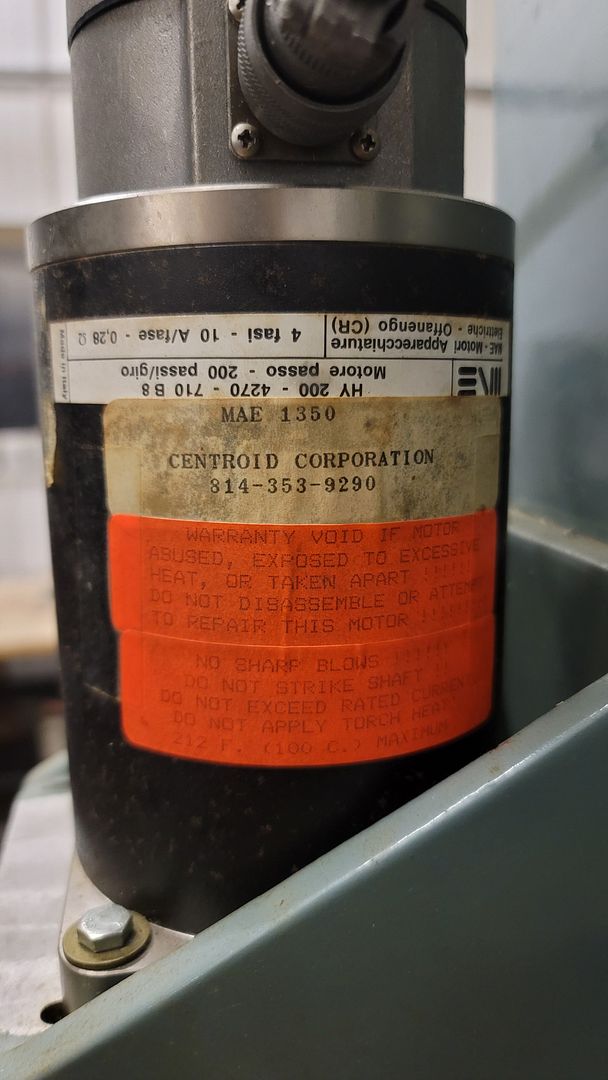 MAE - Motori Apparecchiature
Elettriche - Offanengo (CR)
4 fasi - 10 A/fase - 0,28 Ω
Motore passo - 200 passi/giro
HY 200 - 4270 - 710 B 8
Made in Italy
MAE 1350
CENTROID CORPORATION
814-353-9290
WARRANTY VOID IF MOTOR
ABUSED, EXPOSED TO EXCESSIVE
HEAT, OR TAKEN APART !!!!!!
DO NOT DISASSEMBLE OR ATTEMPT
TO REPAIR THIS MOTOR !!!!!!!
NO SHARP BLOWS !!!!!!
DO NOT STRIKE SHAFT !!
DO NOT EXCEED RATED CURRENT
DO NOT APPLY TORCH HEAT
212 F. (100 C.) MAXIMUM